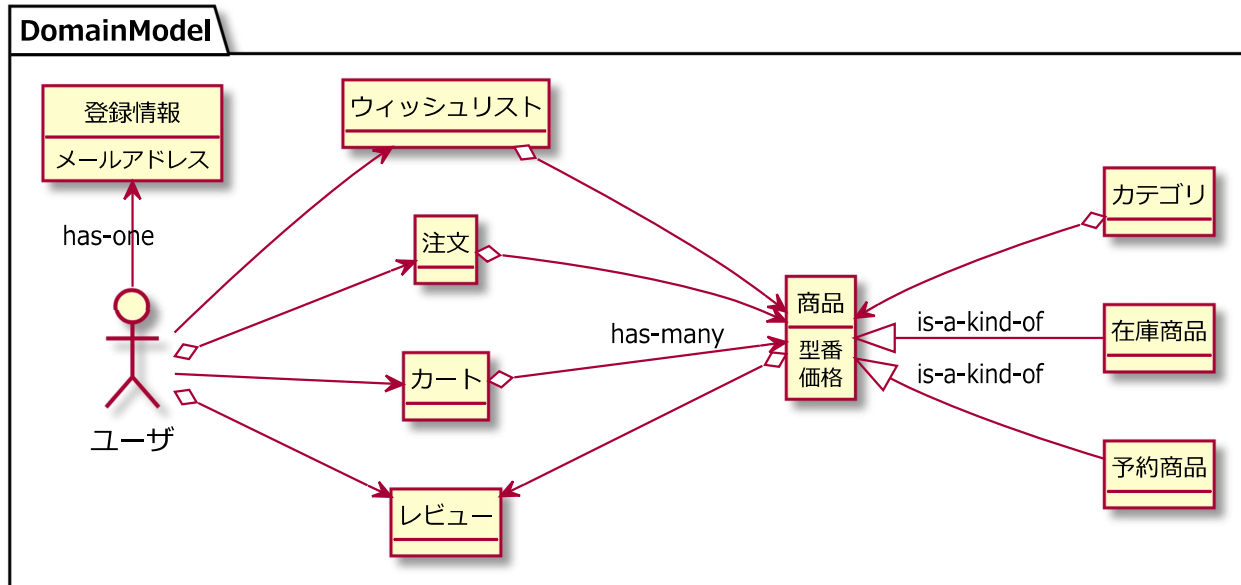 DomainModel
登録情報
メールアドレス
has-one
ユーザ
ウィッシュリスト
注文
カート
レビュー
has-many
商品
型番
価格
is-a-kind-of
is-a-kind-of
カテゴリ
在庫商品
予約商品